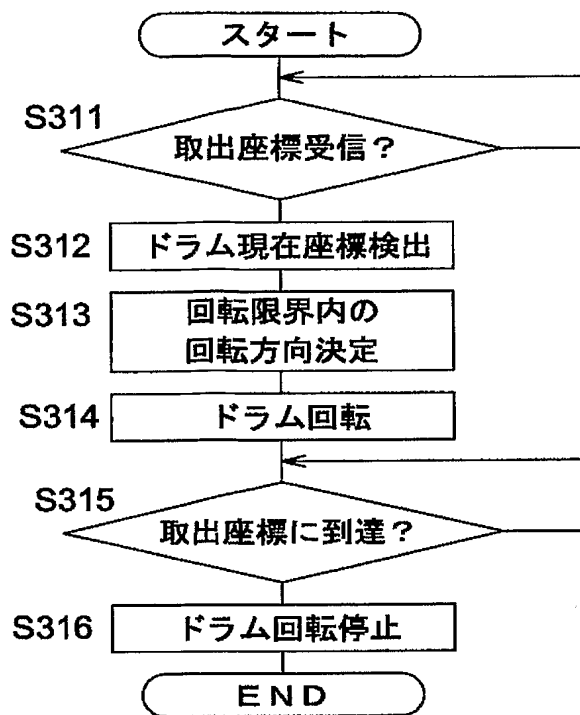 スタート
S311
取出座標受信？
S312
ドラム現在座標検出
S313
回転限界内の
回転方向決定
S314
ドラム回転
S315
取出座標に到達？
S316
ドラム回転停止
END